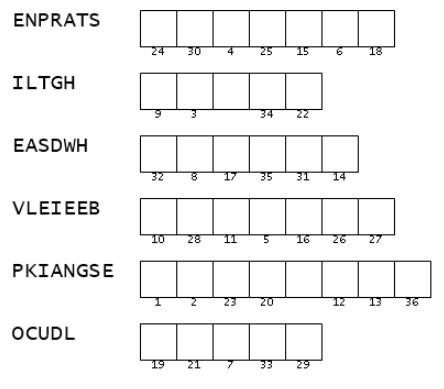 ENPRATS
24 30 4 25 15 6 18
ILTGH
9 3 34 22
EASDWH
32 8 17 35 31 14
VLEIEEB
10 28 11 5 16 26 27
PKIANGSE
1 2 23 20 12 13 36
OCUDL
19 21 7 33 29